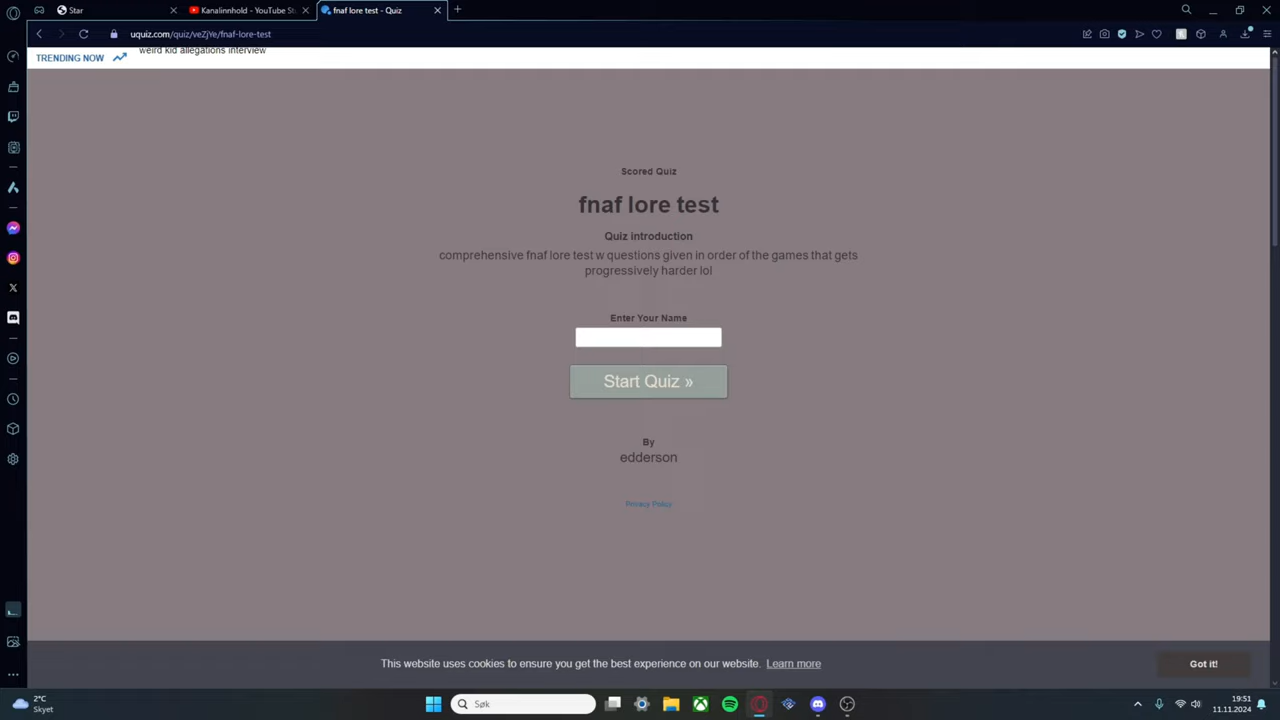 Star
Kanalinnhold - YouTube St
fnaf lore test - Quiz
uquiz.com/quiz/veZjYe/fnaf-lore-test
TRENDING NOW
weird kid allegations interview
Scored Quiz
fnaf lore test
Quiz introduction
comprehensive fnaf lore test w questions given in order of the games that gets
progressively harder lol
Enter Your Name
Start Quiz »
By
edderson
Privacy Policy
This website uses cookies to ensure you get the best experience on our website. Learn more
Got it!
2°C
Skyet
Søk
19:51
11.11.2024